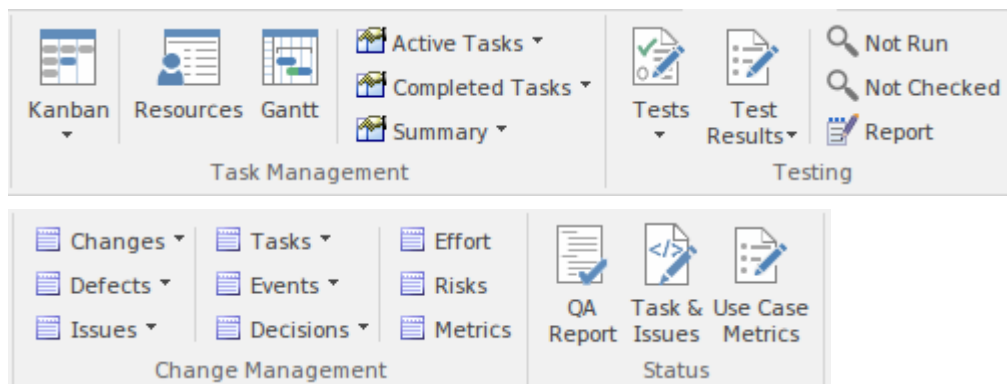 Kanban
Resources
Gantt
Active Tasks
Completed Tasks
Summary
Task Management
Tests
Test
Results
Not Run
Not Checked
Report
Testing
Changes
Defects
Issues
Tasks
Events
Decisions
Effort
Risks
Metrics
Change Management
QA
Report
Task &
Issues
Use Case
Metrics
Status